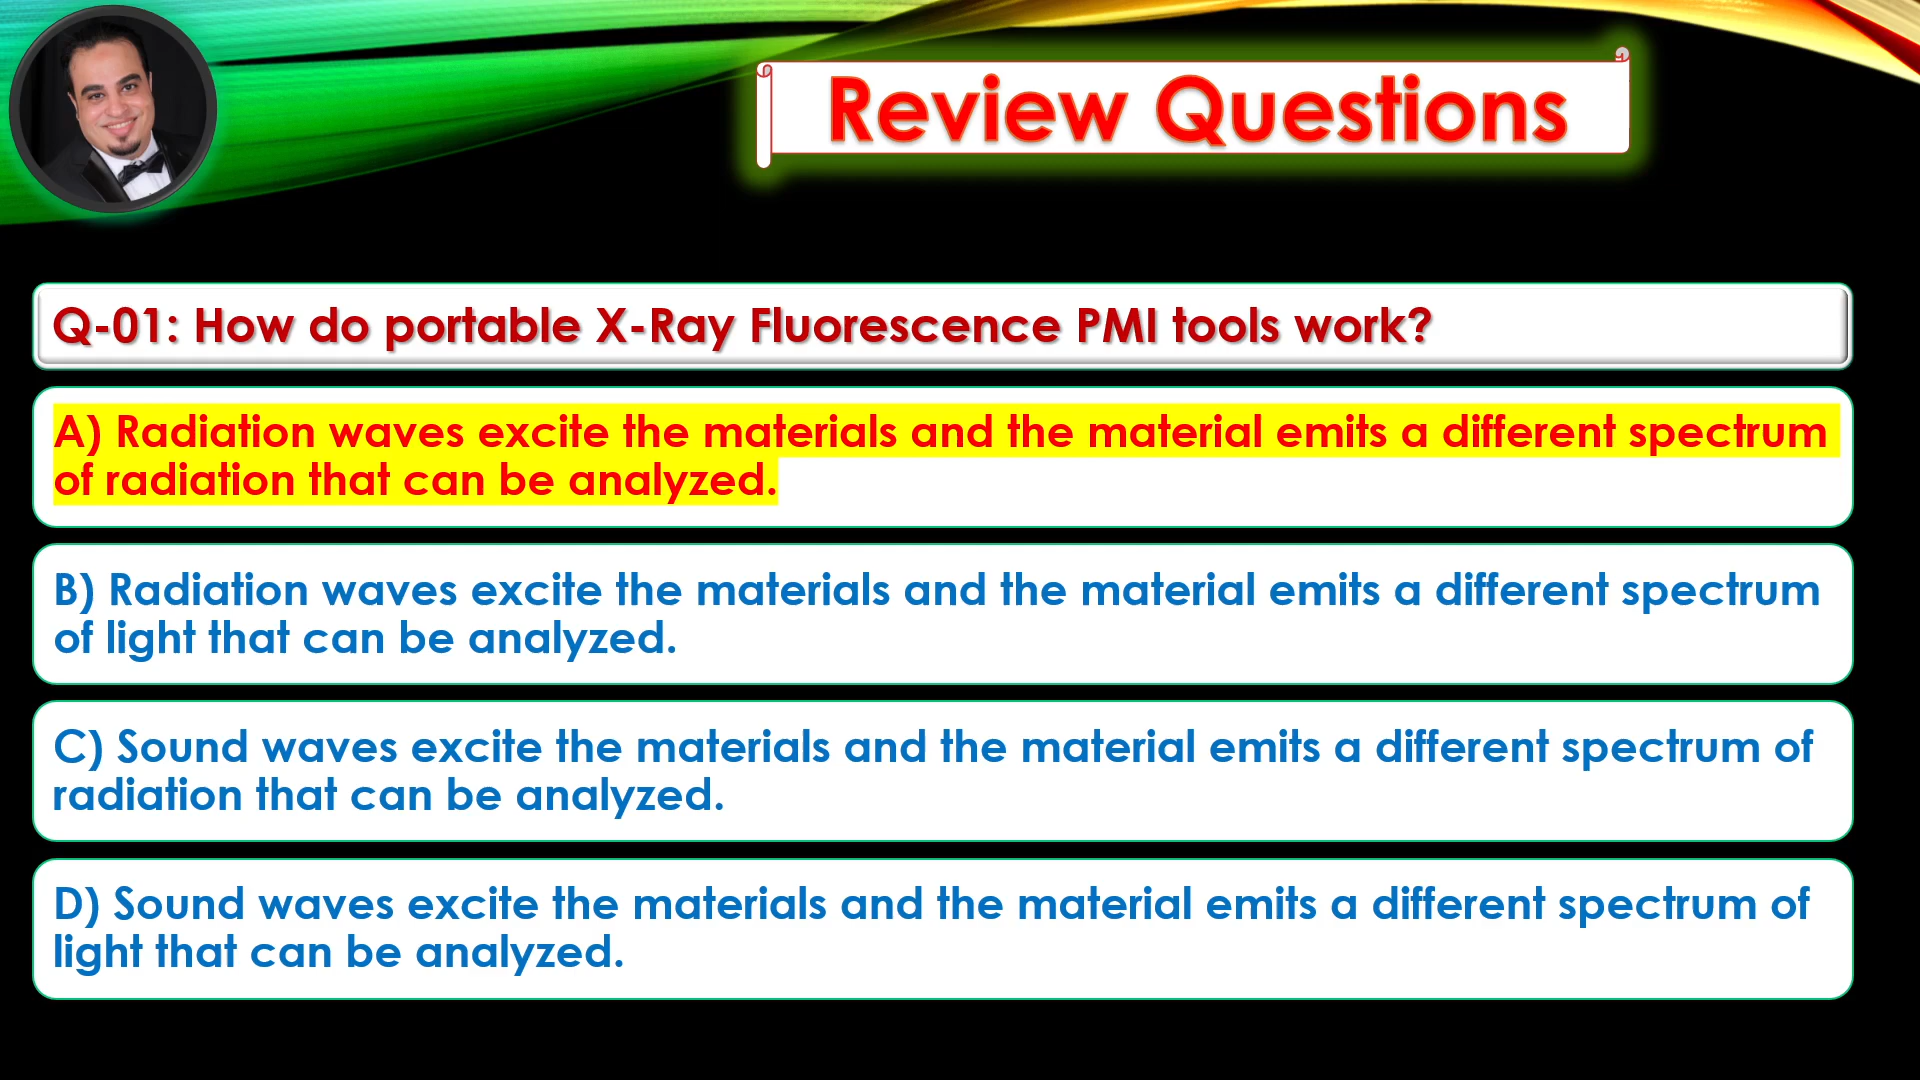 Review Questions
Q-01: How do portable X-Ray Fluorescence PMI tools work?
A) Radiation waves excite the materials and the material emits a different spectrum
of radiation that can be analyzed.
B) Radiation waves excite the materials and the material emits a different spectrum
of light that can be analyzed.
C) Sound waves excite the materials and the material emits a different spectrum of
radiation that can be analyzed.
D) Sound waves excite the materials and the material emits a different spectrum of
light that can be analyzed.